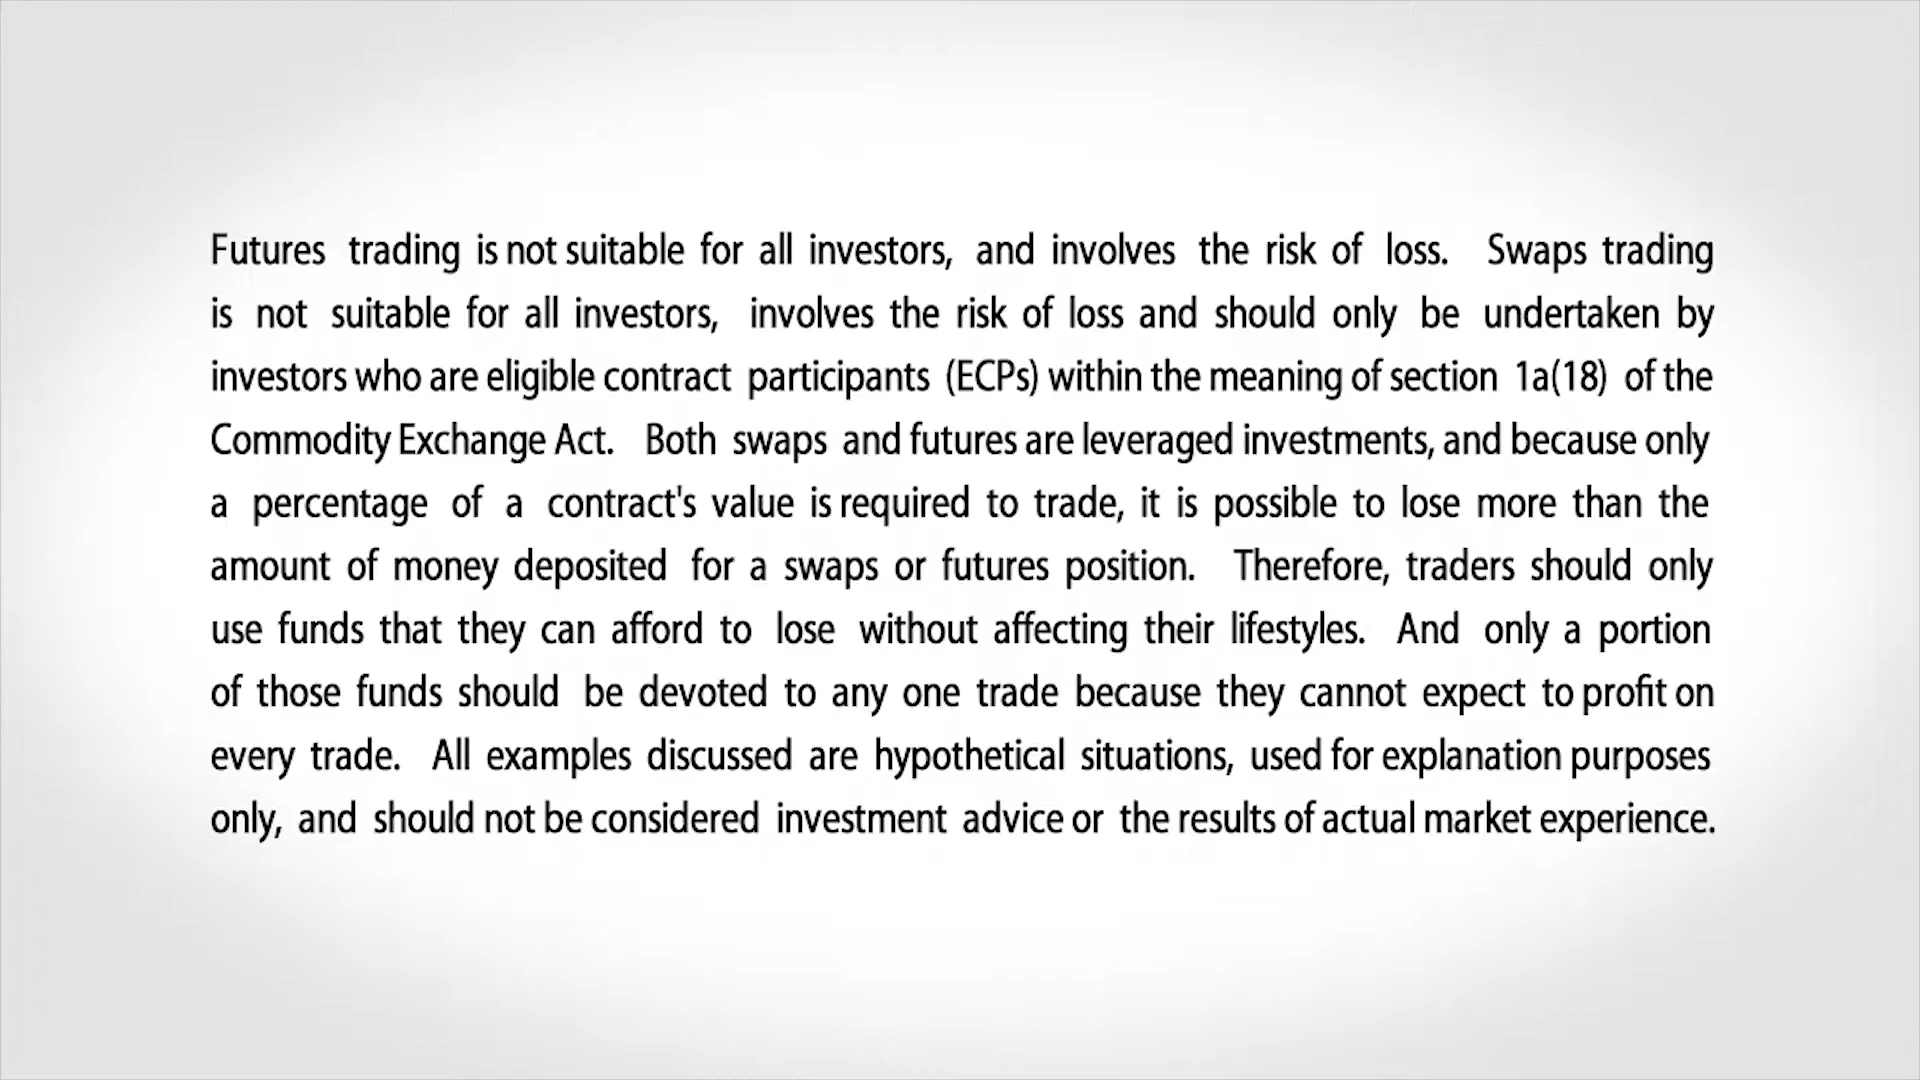 Futures trading is not suitable for all investors, and involves the risk of loss. Swaps trading
is not suitable for all investors, involves the risk of loss and should only be undertaken by
investors who are eligible contract participants (ECPs) within the meaning of section 1a(18) of the
Commodity Exchange Act. Both swaps and futures are leveraged investments, and because only
a percentage of a contract's value is required to trade, it is possible to lose more than the
amount of money deposited for a swaps or futures position. Therefore, traders should only
use funds that they can afford to lose without affecting their lifestyles. And only a portion
of those funds should be devoted to any one trade because they cannot expect to profit on
every trade. All examples discussed are hypothetical situations, used for explanation purposes
only, and should not be considered investment advice or the results of actual market experience.